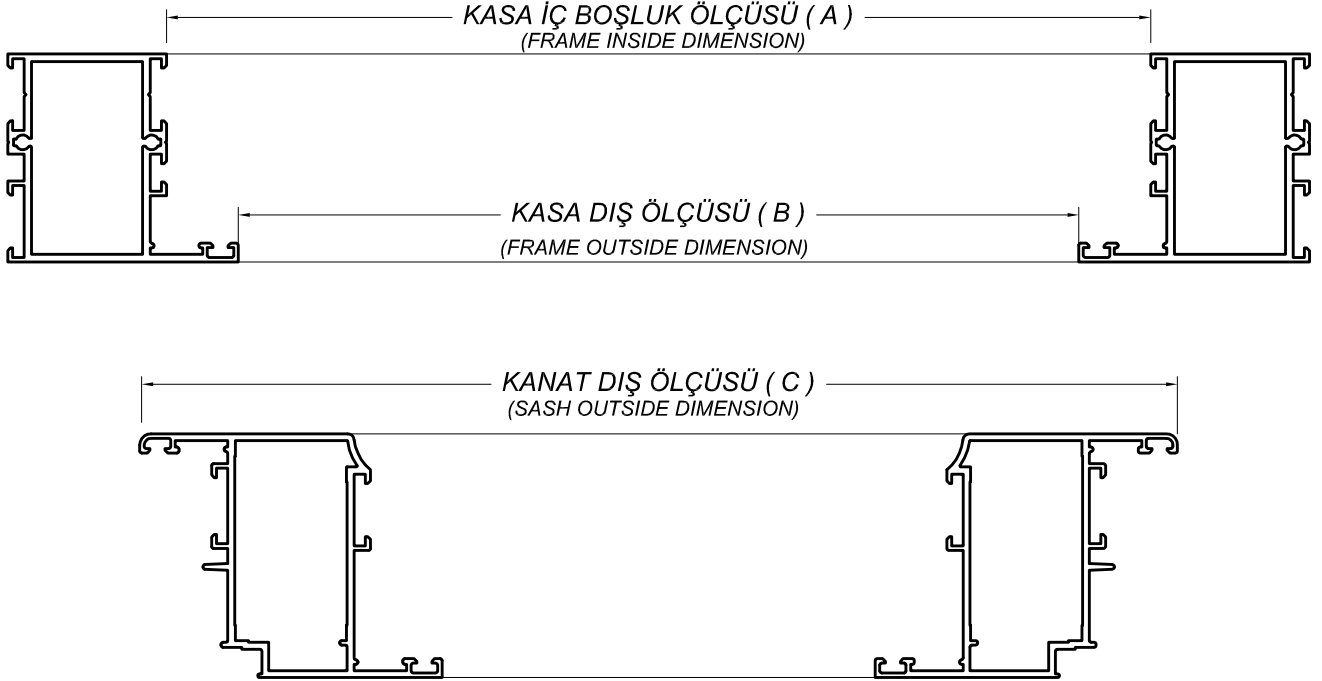 KASA İÇ BOŞLUK ÖLÇÜSÜ ( A )
(FRAME INSIDE DIMENSION)
KASA DIŞ ÖLÇÜSÜ ( B )
(FRAME OUTSIDE DIMENSION)
KANAT DIŞ ÖLÇÜSÜ ( C )
(SASH OUTSIDE DIMENSION)